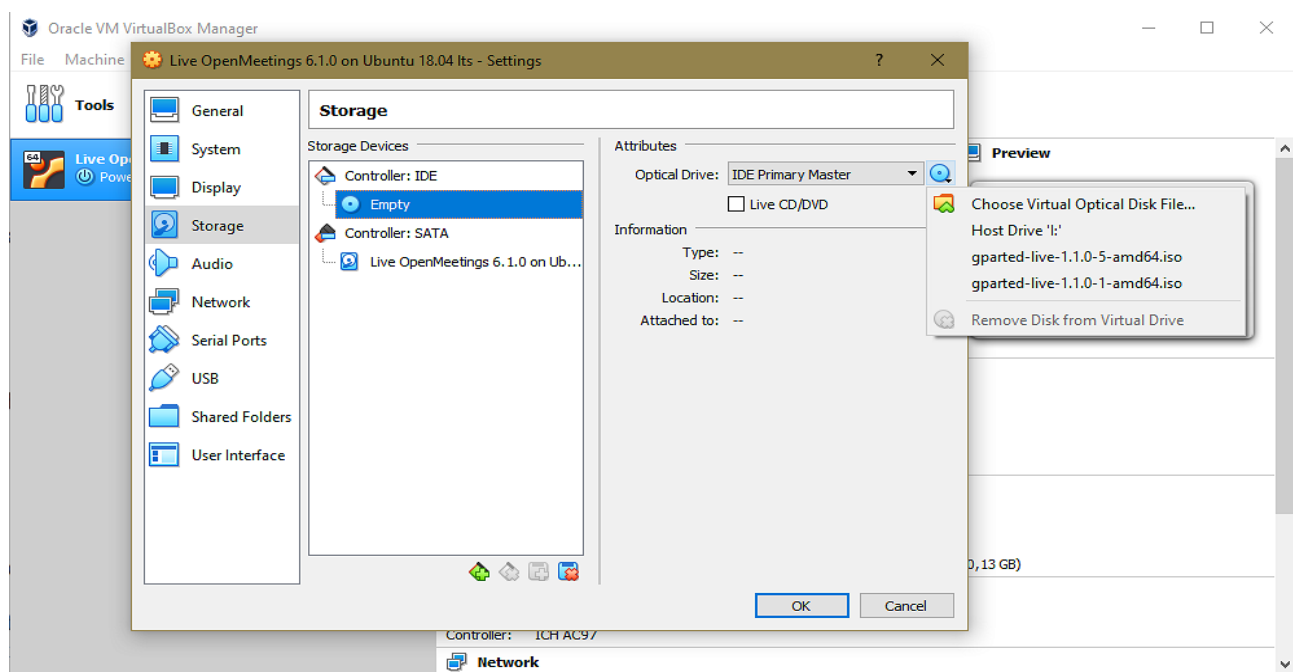 Oracle VM VirtualBox Manager
File Machine
Tools
64
Live Ope
Powe
Live OpenMeetings 6.1.0 on Ubuntu 18.04 lts - Settings
?
General
System
Display
Storage
Audio
Network
Serial Ports
USB
Shared Folders
User Interface
Storage
Storage Devices
Controller: IDE
Empty
Controller: SATA
Live OpenMeetings 6.1.0 on Ub...
Attributes
Optical Drive: IDE Primary Master
Live CD/DVD
Information
Type: --
Size: --
Location: --
Attached to: --
OK Cancel
Preview
Choose Virtual Optical Disk File...
Host Drive 'I:'
gparted-live-1.1.0-5-amd64.iso
gparted-live-1.1.0-1-amd64.iso
Remove Disk from Virtual Drive
0,13 GB)
Controller: ICH AC97
Network